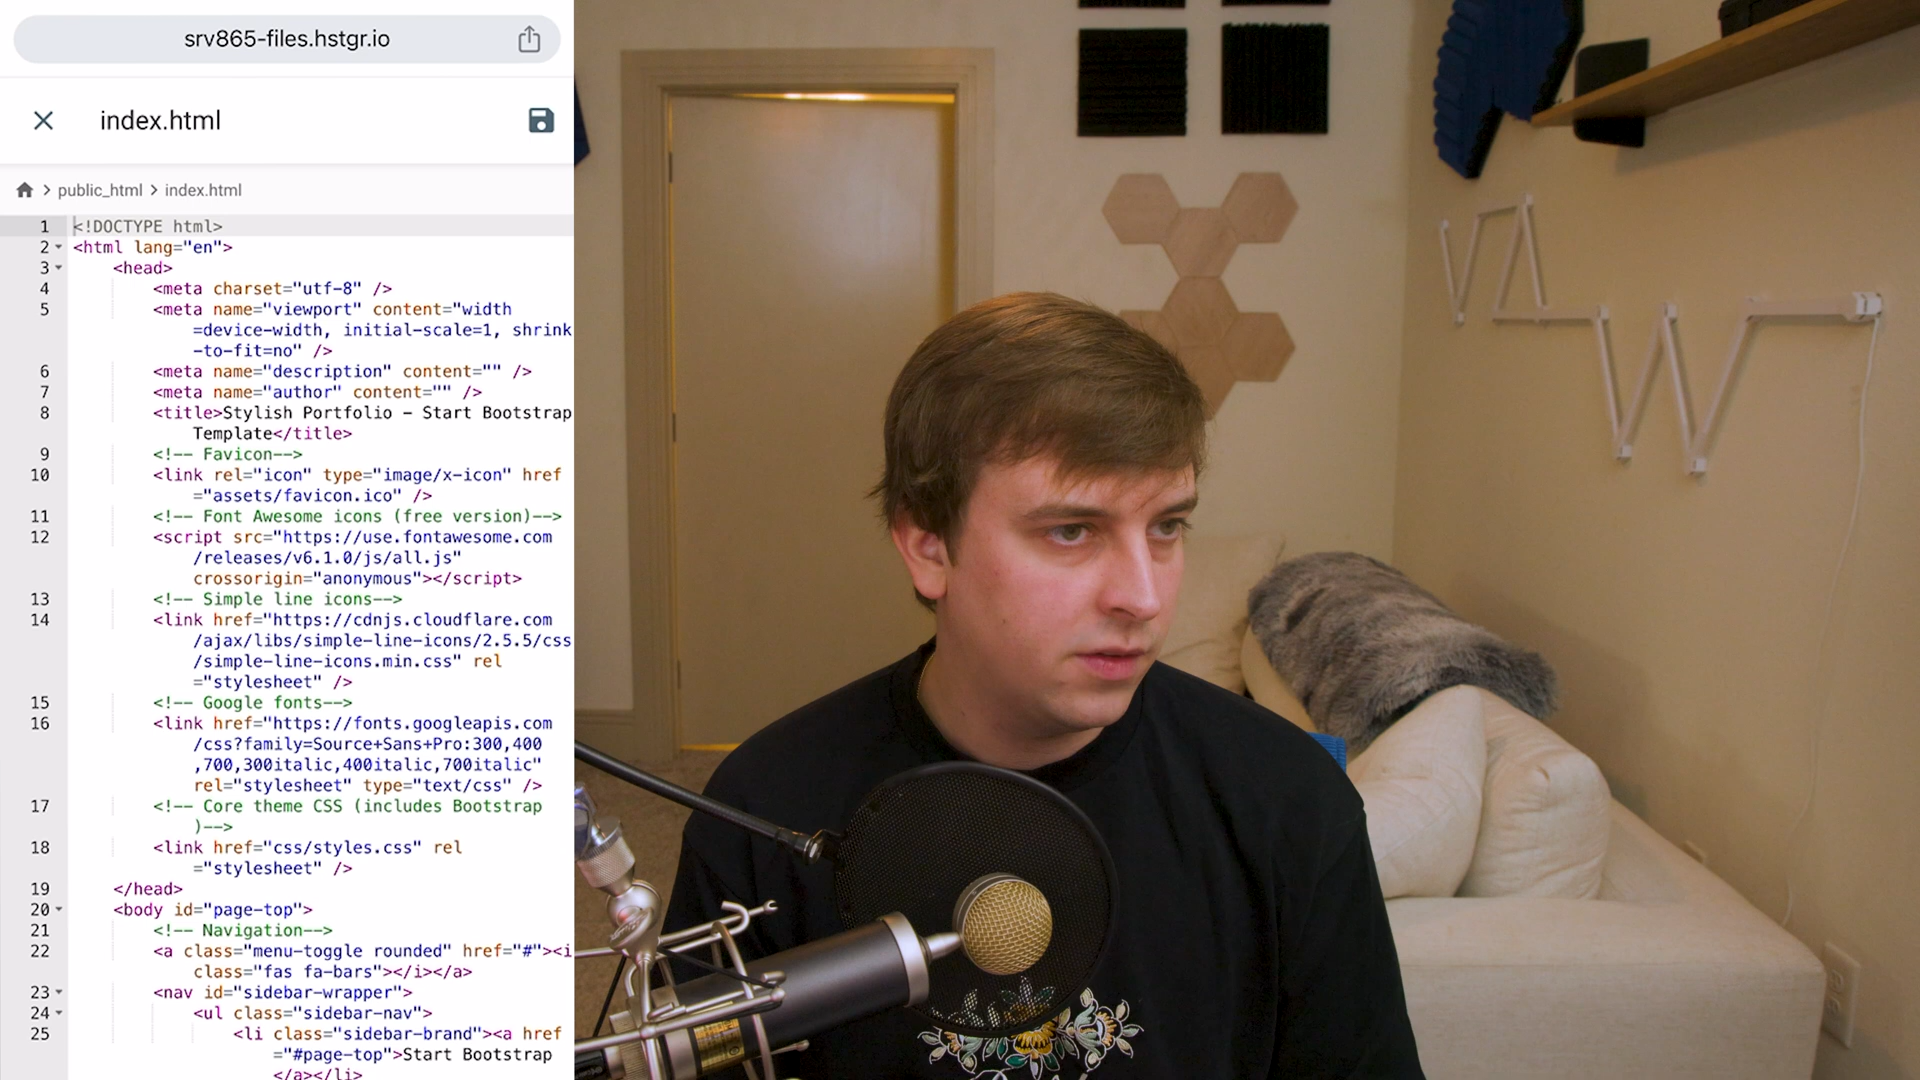 srv865-files.hstgr.io
index.html
public_html > index.html
1 <!DOCTYPE html>
2 <html lang="en">
3 <head>
4 <meta charset="utf-8" />
5 <meta name="viewport" content="width
=device-width, initial-scale=1, shrink
-to-fit=no" />
6 <meta name="description" content="" />
7 <meta name="author" content="" />
8 <title>Stylish Portfolio - Start Bootstrap
Template</title>
9 <!-- Favicon-->
10 <link rel="icon" type="image/x-icon" href
="assets/favicon.ico" />
11 <!-- Font Awesome icons (free version)-->
12 <script src="https://use.fontawesome.com
/releases/v6.1.0/js/all.js"
crossorigin="anonymous"></script>
13 <!-- Simple line icons-->
14 <link href="https://cdnjs.cloudflare.com
/ajax/libs/simple-line-icons/2.5.5/css
/simple-line-icons.min.css" rel
="stylesheet" />
15 <!-- Google fonts-->
16 <link href="https://fonts.googleapis.com
/css?family=Source+Sans+Pro:300,400
,700,300italic,400italic,700italic"
rel="stylesheet" type="text/css" />
17 <!-- Core theme CSS (includes Bootstrap
)-->
18 <link href="css/styles.css" rel
="stylesheet" />
19 </head>
20 <body id="page-top">
21 <!-- Navigation-->
22 <a class="menu-toggle rounded" href="#"><i
class="fas fa-bars"></i></a>
23 <nav id="sidebar-wrapper">
24 <ul class="sidebar-nav">
25 <li class="sidebar-brand"><a href
="#page-top">Start Bootstrap
</a></li>